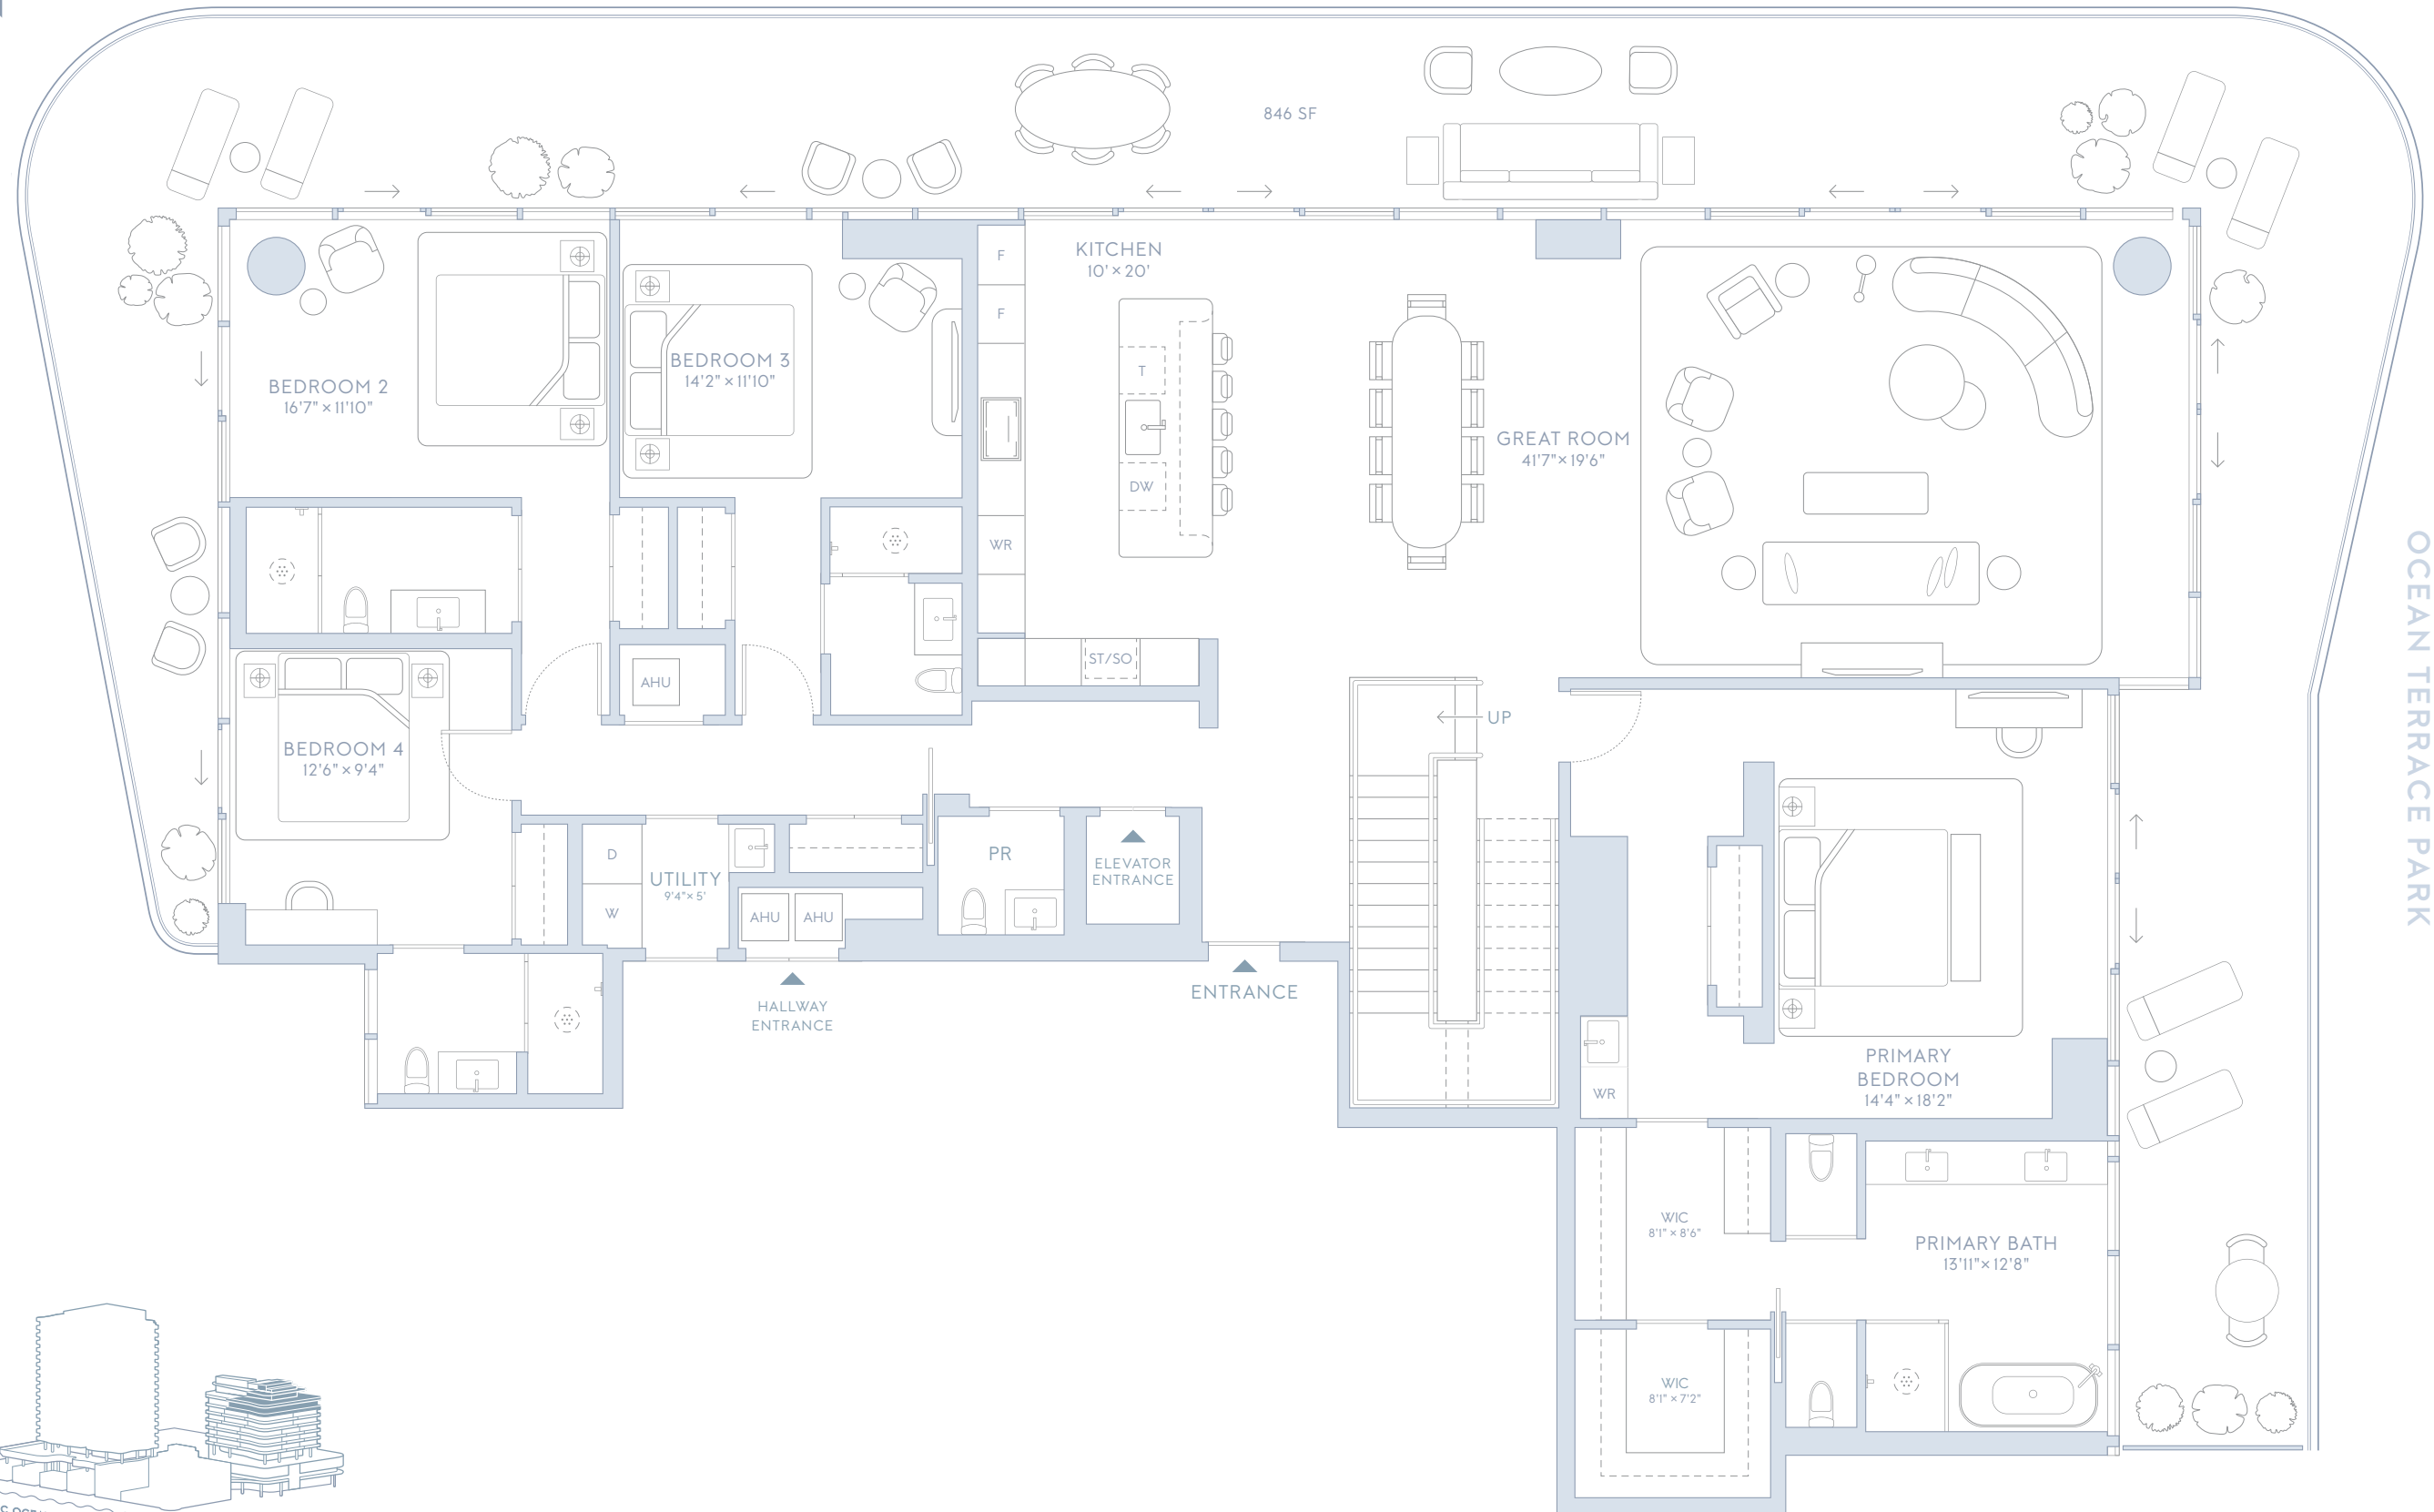 846 SF
KITCHEN
10' × 20'
F
F
T
DW
WR
ST/SO
BEDROOM 2
16'7" × 11'10"
BEDROOM 3
14'2" × 11'10"
GREAT ROOM
41'7" × 19'6"
OCEAN TERRACE PARK
AHU
BEDROOM 4
12'6" × 9'4"
UP
D
W
UTILITY
9'4" × 5'
AHU
AHU
PR
ELEVATOR
ENTRANCE
HALLWAY
ENTRANCE
ENTRANCE
WR
PRIMARY
BEDROOM
14'4" × 18'2"
WIC
8'1" × 8'6"
PRIMARY BATH
13'11" × 12'8"
WIC
8'1" × 7'2"